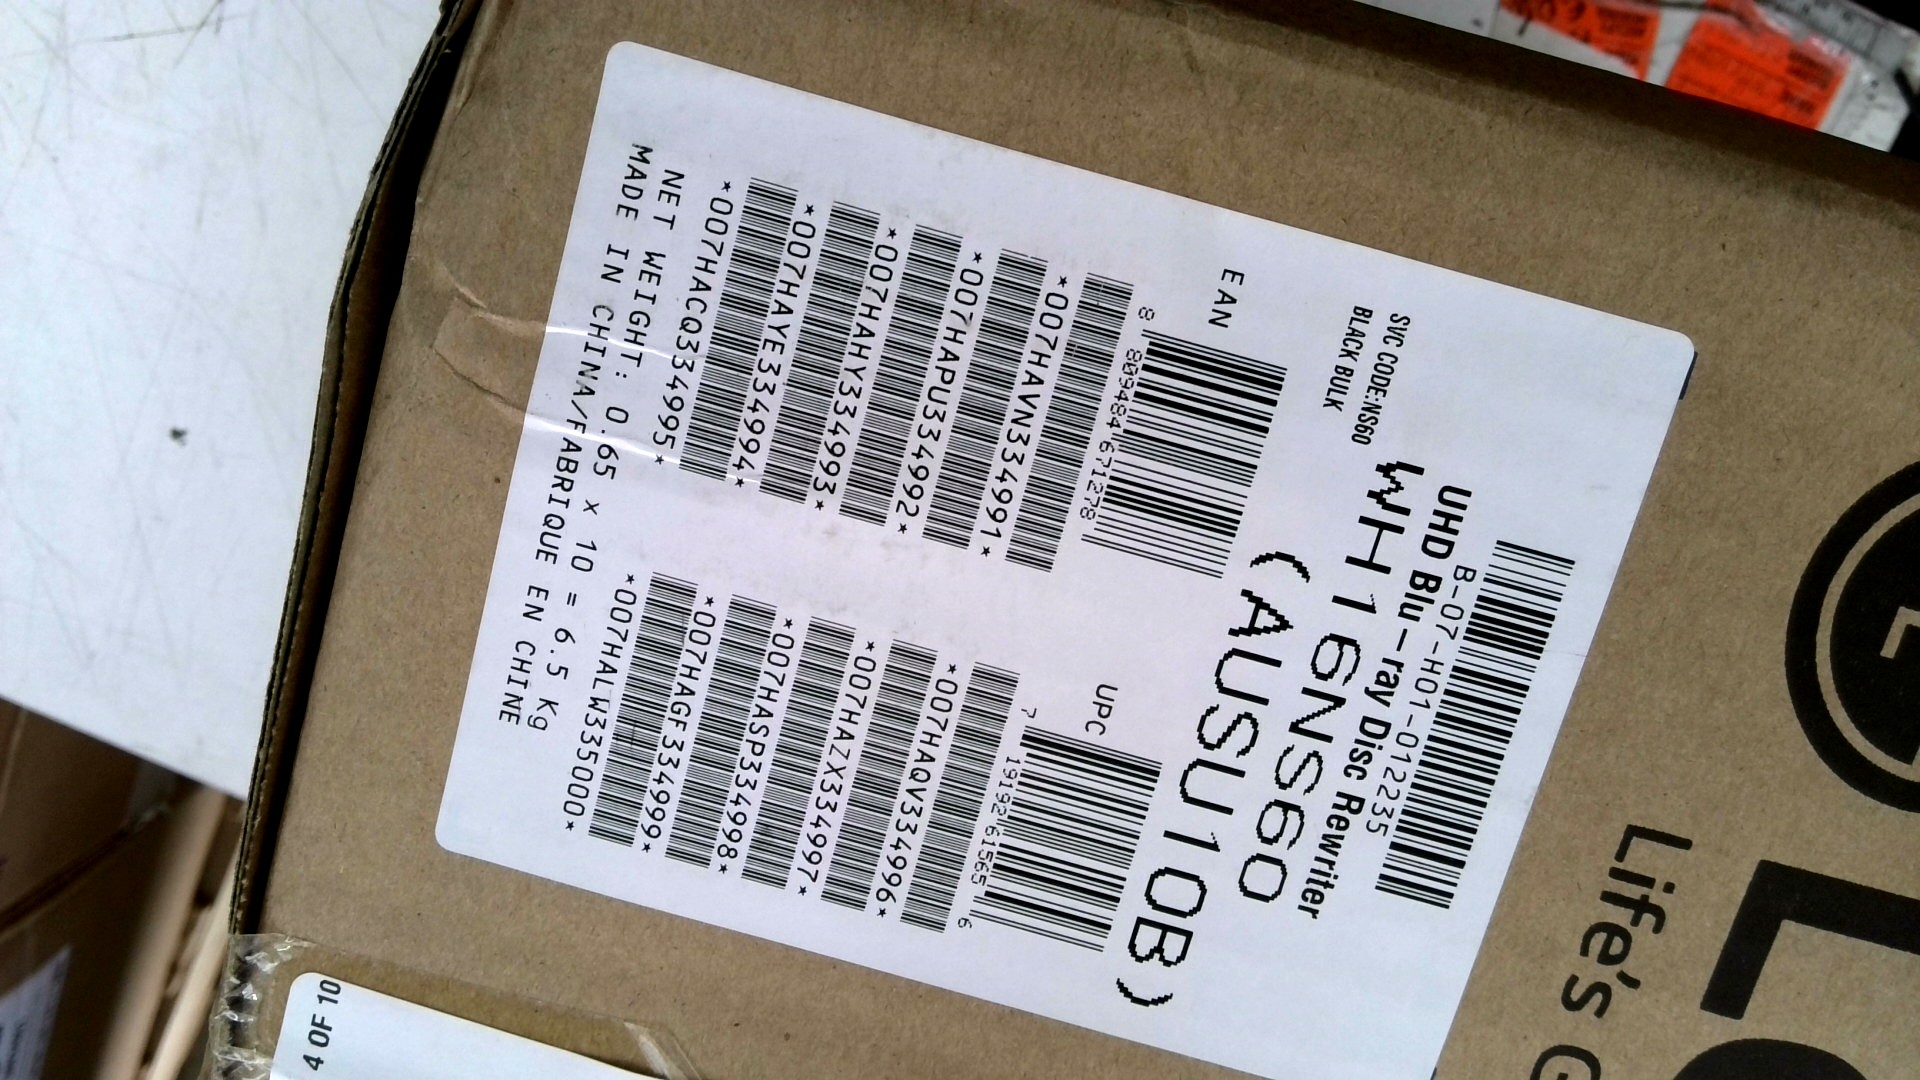 B-07-H01-012235
UHD Blu-ray Disc Rewriter
WH16NS60
(AUSU10B)
SVC CODE:NS60
BLACK BULK
EAN
8 809484 671278
UPC
7 19192 61565 6
*007HAVN334991*
*007HAPU334992*
*007HAHY334993*
*007HAYE334994*
*007HACQ334995*
*007HAQV334996*
*007HAZX334997*
*007HASP334998*
*007HAGF334999*
*007HALW335000*
NET WEIGHT: 0.65 x 10 = 6.5 Kg
MADE IN CHINA/FABRIQUE EN CHINE
Life's G
4 OF 10